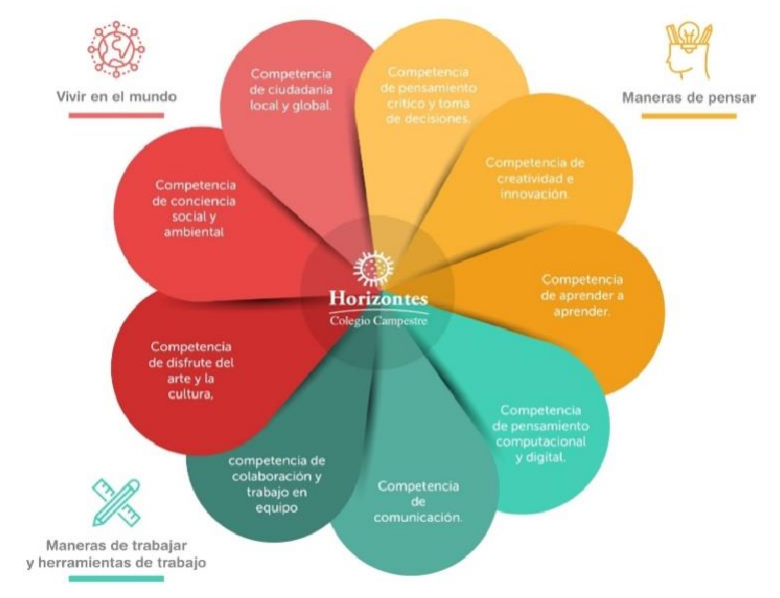 Vivir en el mundo
Maneras de pensar
Competencia
de ciudadanía
local y global.
Competencia
de pensamiento
crítico y toma
de decisiones.
Competencia de
creatividad e
innovación.
Competencia
de aprender a
aprender.
Competencia
de pensamiento
computacional
y digital.
Competencia
de
comunicación.
competencia de
colaboración y
trabajo en
equipo
Competencia
de disfrute del
arte y la
cultura,
Competencia
de conciencia
social y
ambiental
Horizontes
Colegio Campestre
Maneras de trabajar
y herramientas de trabajo